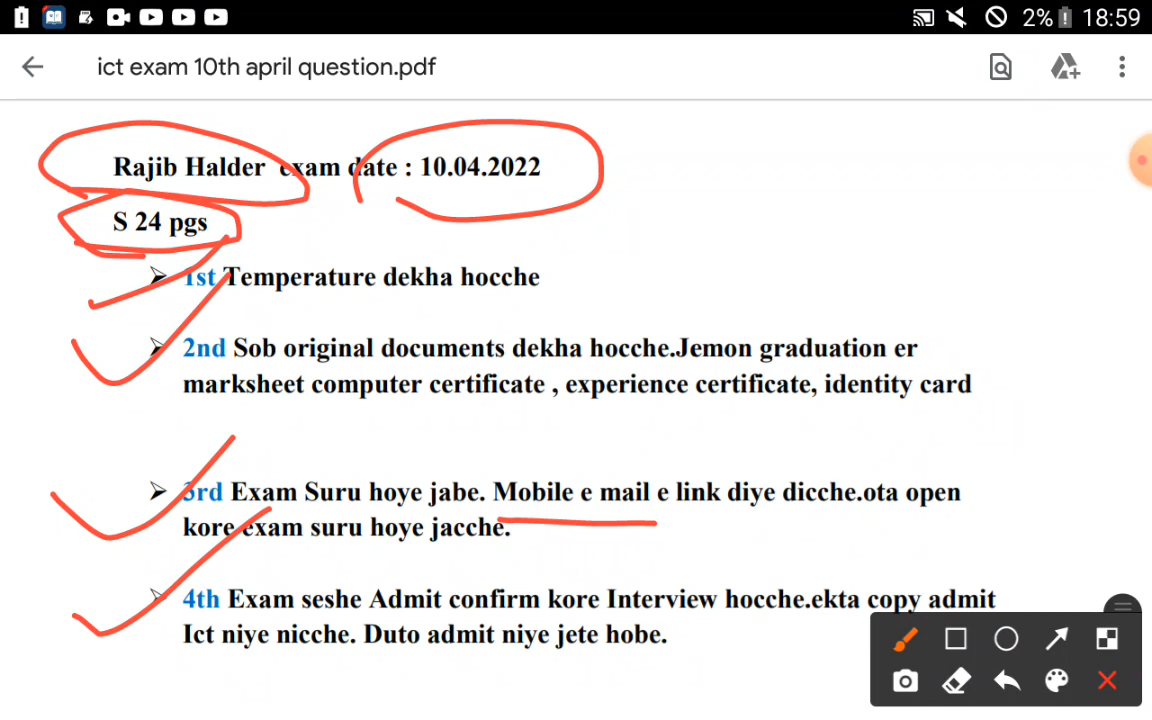 2% 18:59
ict exam 10th april question.pdf
Rajib Halder exam date : 10.04.2022
S 24 pgs
1st Temperature dekha hocche
2nd Sob original documents dekha hocche.Jemon graduation er
marksheet computer certificate , experience certificate, identity card
3rd Exam Suru hoye jabe. Mobile e mail e link diye dicche.ota open
kore exam suru hoye jacche.
4th Exam seshe Admit confirm kore Interview hocche.ekta copy admit
Ict niye nicche. Duto admit niye jete hobe.